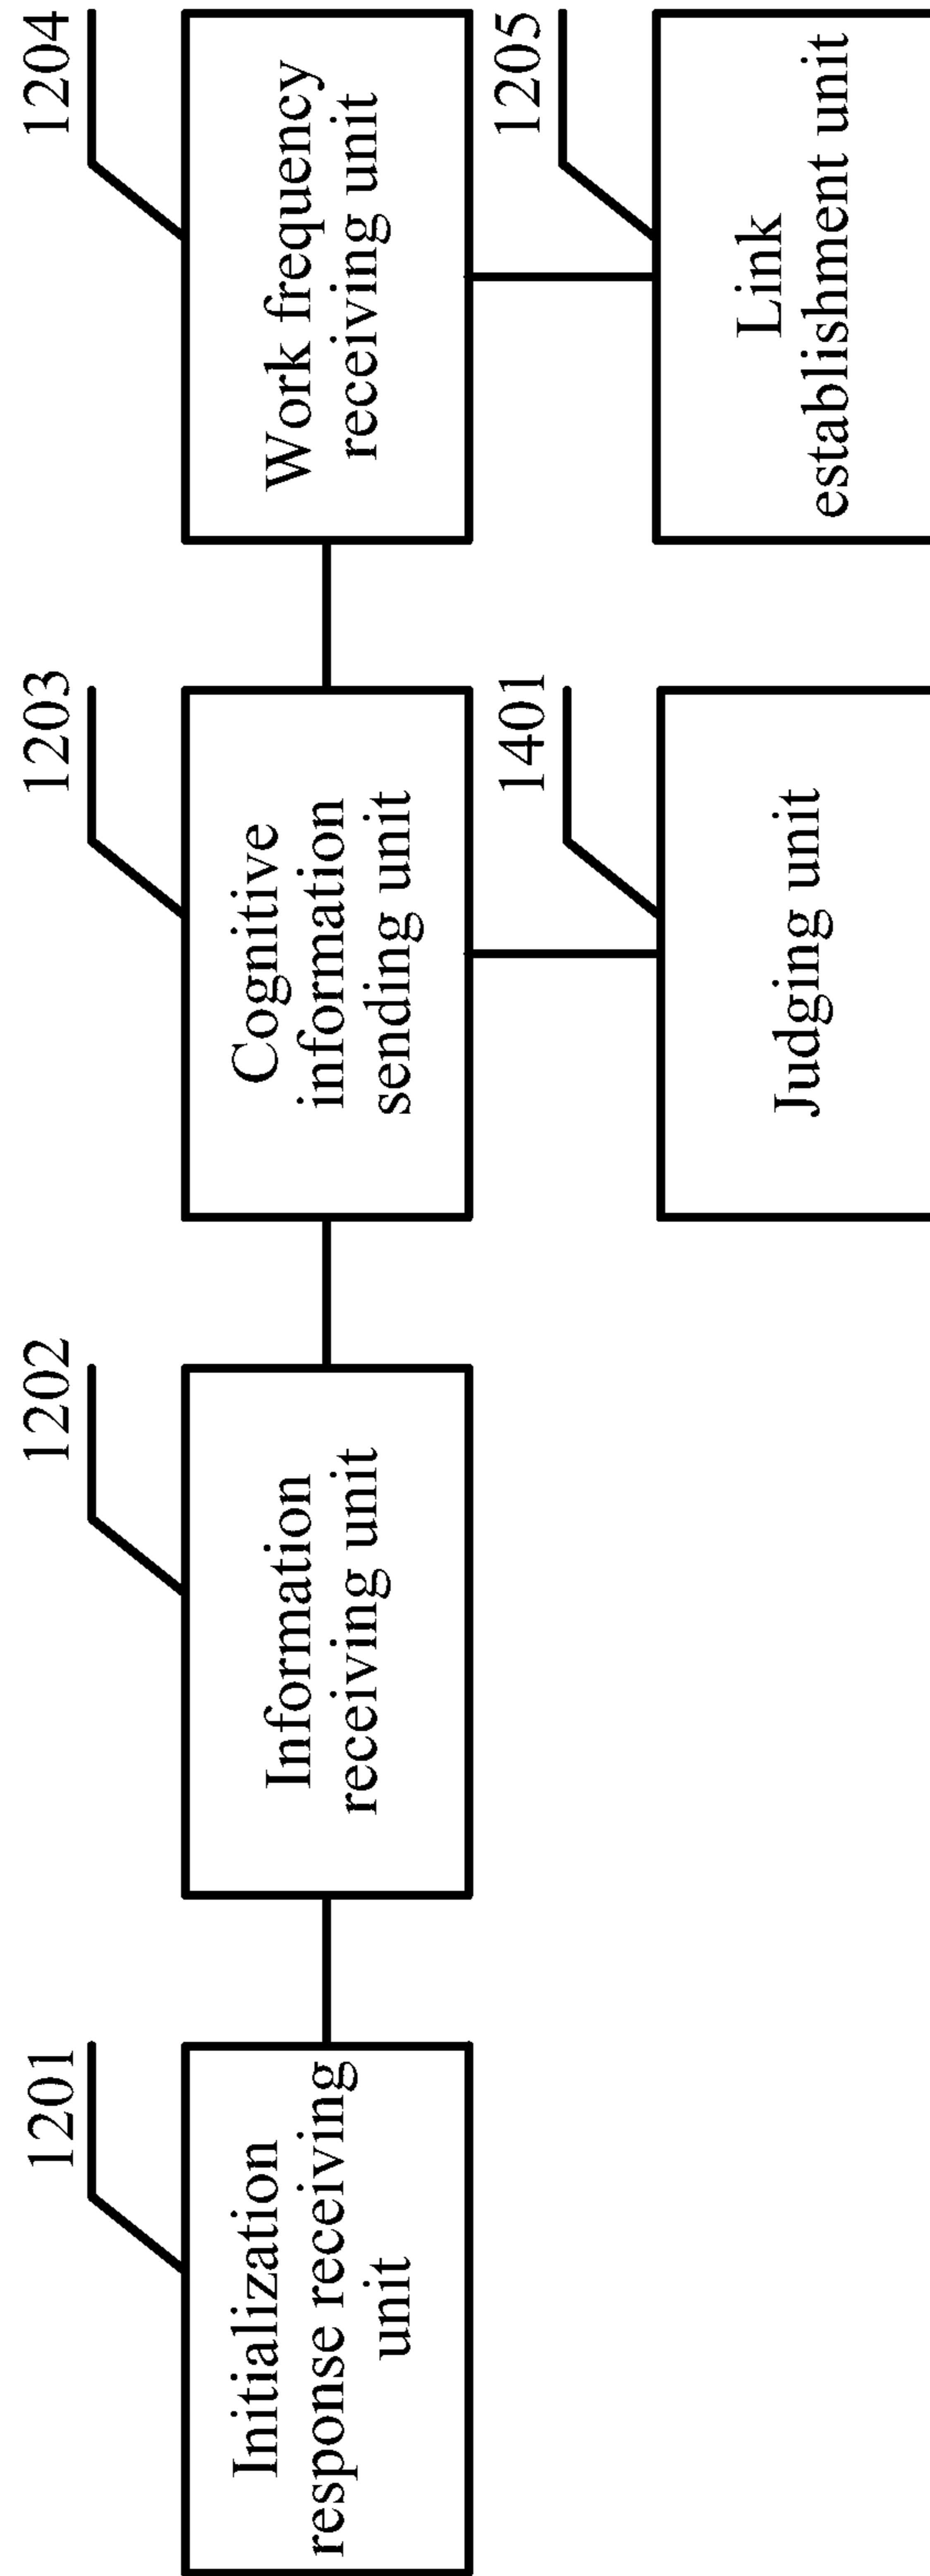 1201
Initialization
response receiving
unit
1202
Information
receiving unit
1203
Cognitive
information
sending unit
1204
Work frequency
receiving unit
1401
Judging unit
1205
Link
establishment unit